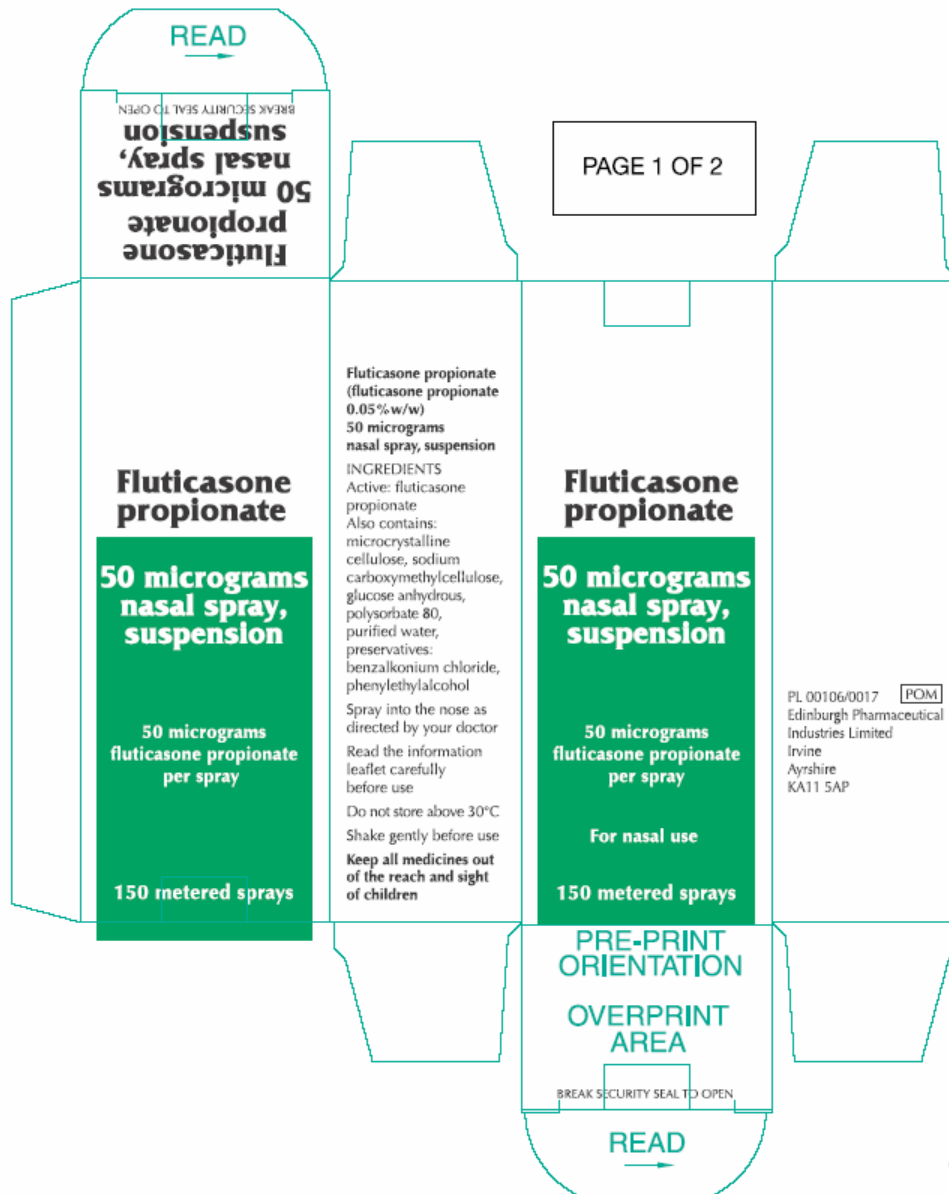 READ
BREAK SECURITY SEAL TO OPEN
Fluticasone
propionate
50 micrograms
nasal spray,
suspension
PAGE 1 OF 2
Fluticasone
propionate
50 micrograms
nasal spray,
suspension
50 micrograms
fluticasone propionate
per spray
150 metered sprays
Fluticasone propionate
(fluticasone propionate
0.05%w/w)
50 micrograms
nasal spray, suspension
INGREDIENTS
Active: fluticasone
propionate
Also contains:
microcrystalline
cellulose, sodium
carboxymethylcellulose,
glucose anhydrous,
polysorbate 80,
purified water,
preservatives:
benzalkonium chloride,
phenylethylalcohol
Spray into the nose as
directed by your doctor
Read the information
leaflet carefully
before use
Do not store above 30°C
Shake gently before use
Keep all medicines out
of the reach and sight
of children
Fluticasone
propionate
50 micrograms
nasal spray,
suspension
50 micrograms
fluticasone propionate
per spray
For nasal use
150 metered sprays
PRE-PRINT
ORIENTATION
OVERPRINT
AREA
BREAK SECURITY SEAL TO OPEN
READ
PL 00106/0017 POM
Edinburgh Pharmaceutical
Industries Limited
Irvine
Ayrshire
KA11 5AP